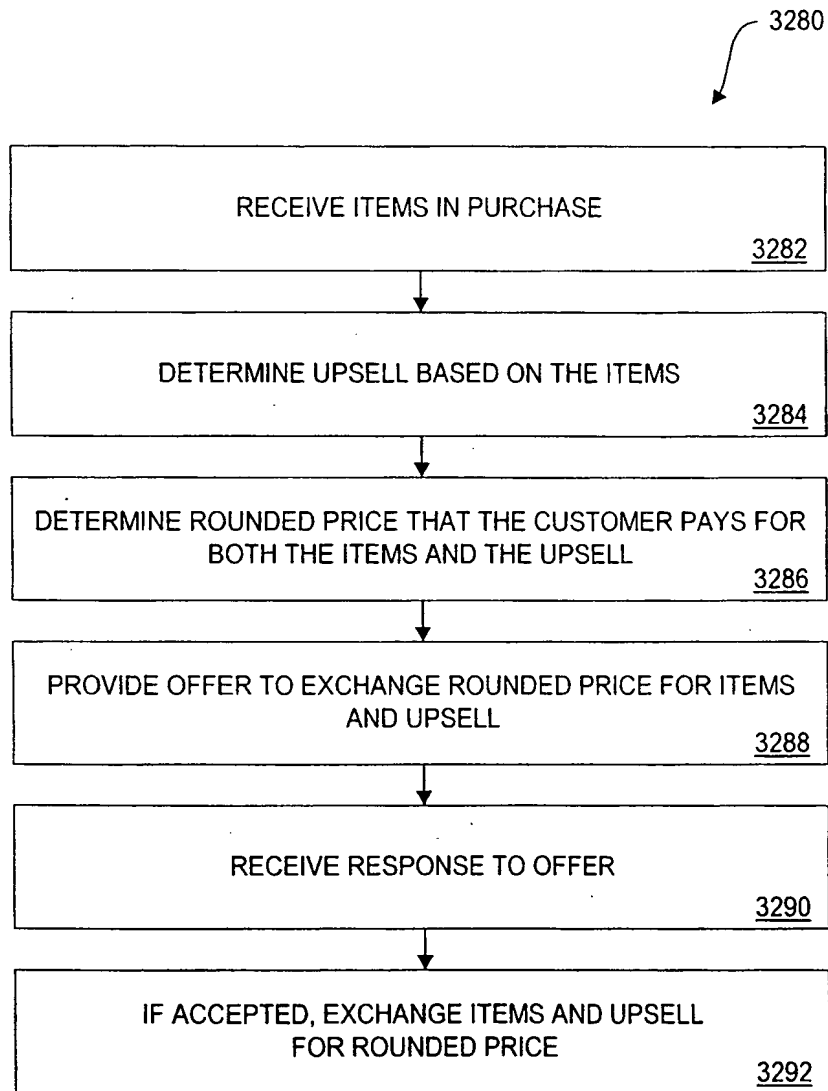 3280
RECEIVE ITEMS IN PURCHASE
3282
DETERMINE UPSELL BASED ON THE ITEMS
3284
DETERMINE ROUNDED PRICE THAT THE CUSTOMER PAYS FOR
BOTH THE ITEMS AND THE UPSELL
3286
PROVIDE OFFER TO EXCHANGE ROUNDED PRICE FOR ITEMS
AND UPSELL
3288
RECEIVE RESPONSE TO OFFER
3290
IF ACCEPTED, EXCHANGE ITEMS AND UPSELL
FOR ROUNDED PRICE
3292